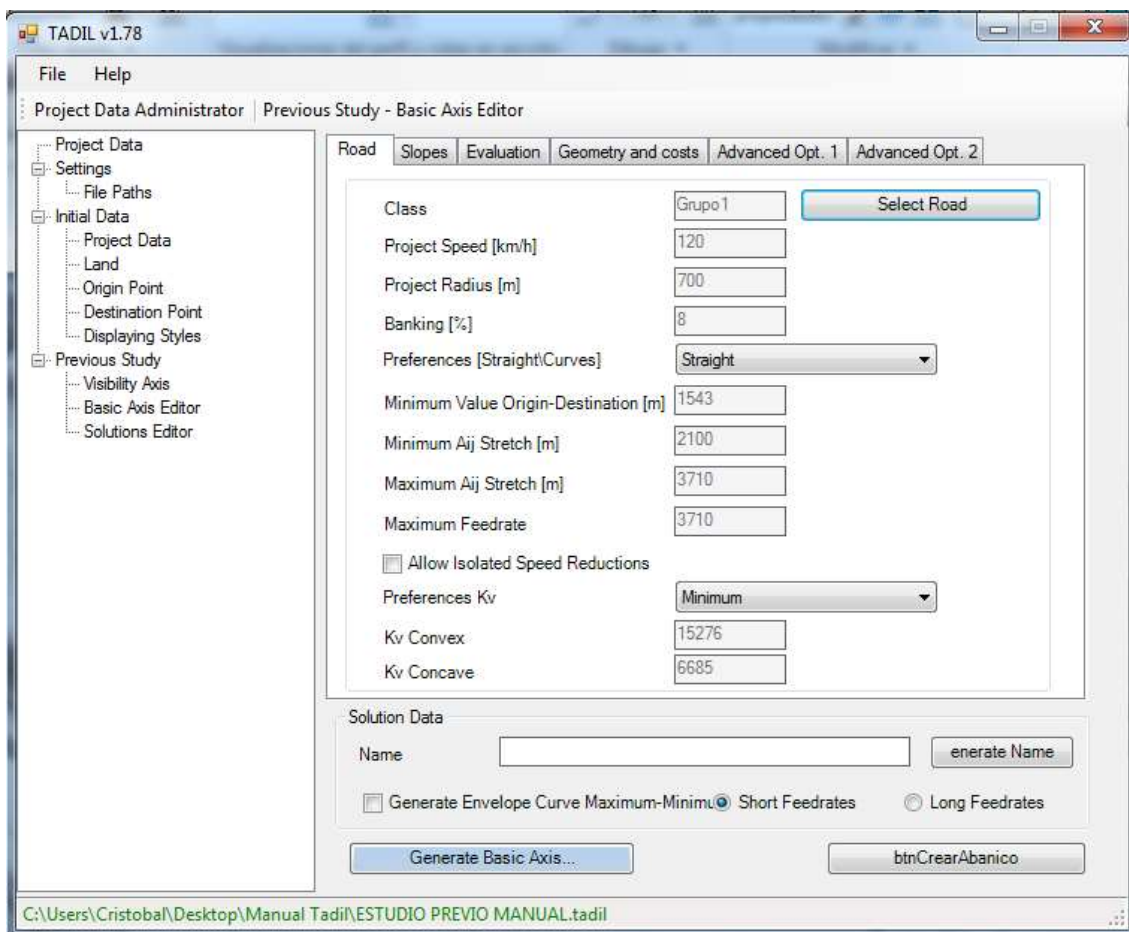 TADIL v1.78
File Help
Project Data Administrator Previous Study - Basic Axis Editor
Project Data
Settings
File Paths
Initial Data
Project Data
Land
Origin Point
Destination Point
Displaying Styles
Previous Study
Visibility Axis
Basic Axis Editor
Solutions Editor
Road Slopes Evaluation Geometry and costs Advanced Opt. 1 Advanced Opt. 2
Class Grupo1 Select Road
Project Speed [km/h] 120
Project Radius [m] 700
Banking [%] 8
Preferences [Straight\Curves] Straight
Minimum Value Origin-Destination [m] 1543
Minimum Aij Stretch [m] 2100
Maximum Aij Stretch [m] 3710
Maximum Feedrate 3710
Allow Isolated Speed Reductions
Preferences Kv Minimum
Kv Convex 15276
Kv Concave 6685
Solution Data
Name enerate Name
Generate Envelope Curve Maximum-Minimu Short Feedrates Long Feedrates
Generate Basic Axis... btnCrearAbanico
C:\Users\Cristobal\Desktop\Manual Tadil\ESTUDIO PREVIO MANUAL.tadil